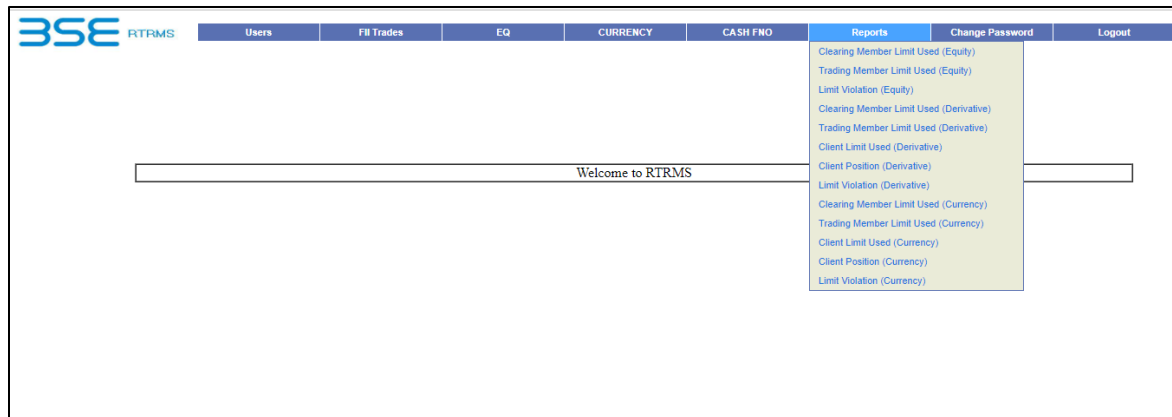 BSE RTRMS
Users FII Trades EQ CURRENCY CASH FNO Reports Change Password Logout
Clearing Member Limit Used (Equity)
Trading Member Limit Used (Equity)
Limit Violation (Equity)
Clearing Member Limit Used (Derivative)
Trading Member Limit Used (Derivative)
Client Limit Used (Derivative)
Client Position (Derivative)
Limit Violation (Derivative)
Clearing Member Limit Used (Currency)
Trading Member Limit Used (Currency)
Client Limit Used (Currency)
Client Position (Currency)
Limit Violation (Currency)
Welcome to RTRMS